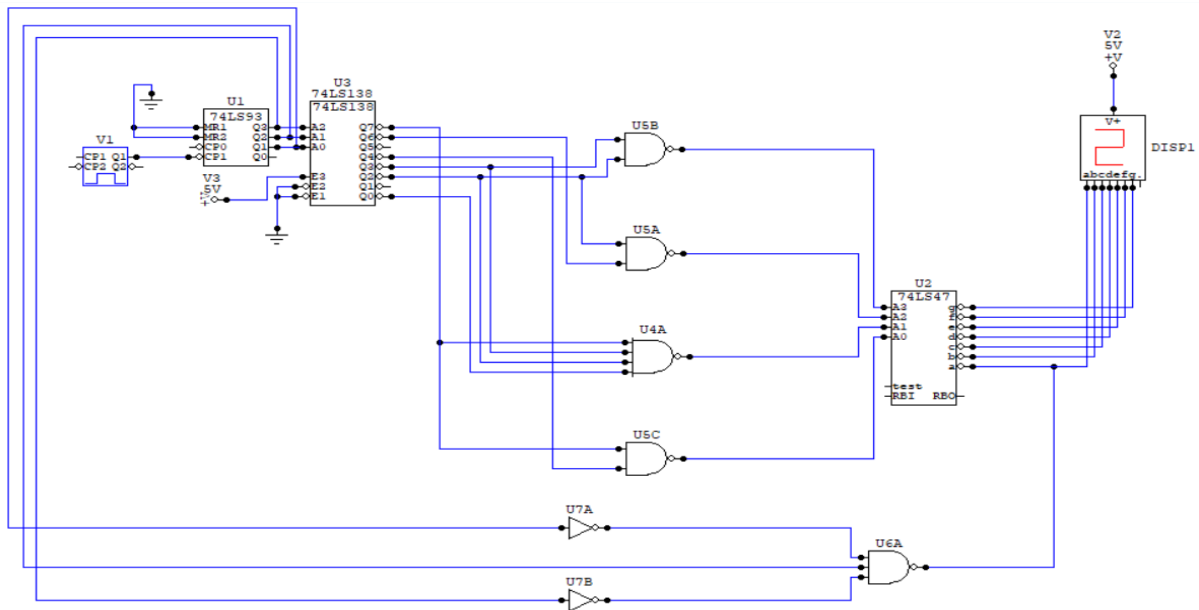 V2
5V
+V
V+
DISP1
abcdefg.
U3
74LS138
74LS138
A2
A1
A0
E3
E2
E1
Q7
Q6
Q5
Q4
Q3
Q2
Q1
Q0
U1
74LS93
MR1
MR2
CP0
CP1
Q3
Q2
Q1
Q0
V1
CP1 Q1
CP2 Q2
V3
5V
+V
U5B
U5A
U4A
U5C
U2
74LS47
A3
A2
A1
A0
test
RBI
RBO
g
f
e
d
c
b
a
U7A
U7B
U6A